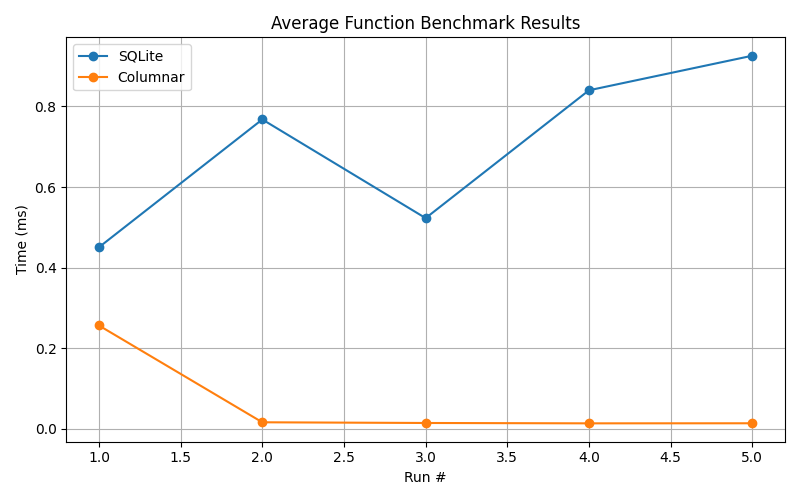 Average Function Benchmark Results
SQLite
Columnar
Time (ms)
0.8
0.6
0.4
0.2
0.0
1.0 1.5 2.0 2.5 3.0 3.5 4.0 4.5 5.0
Run #